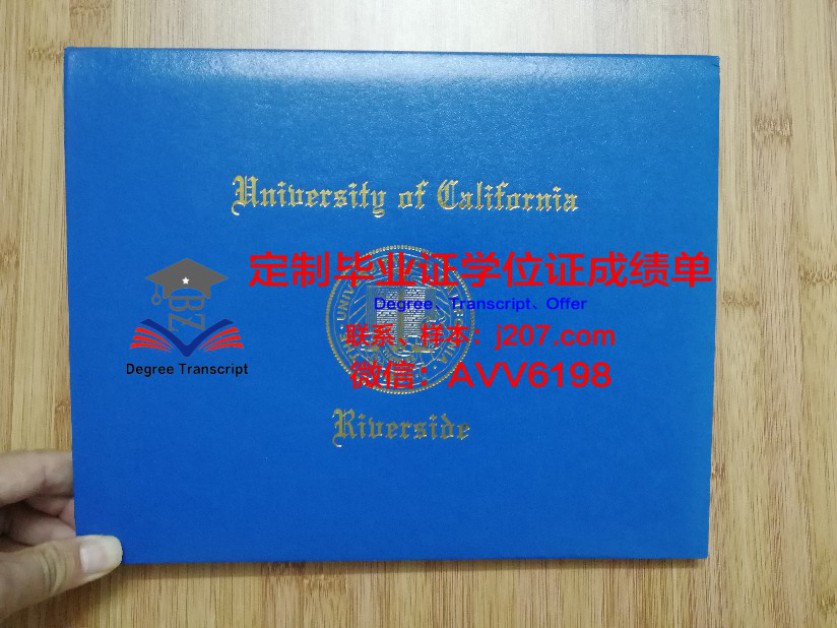 University of California
定制毕业证学位证成绩单
Degree、Transcript、Offer
联系、样本：j207.com
微信：AVV6198
BZ
Degree Transcript
Riverside